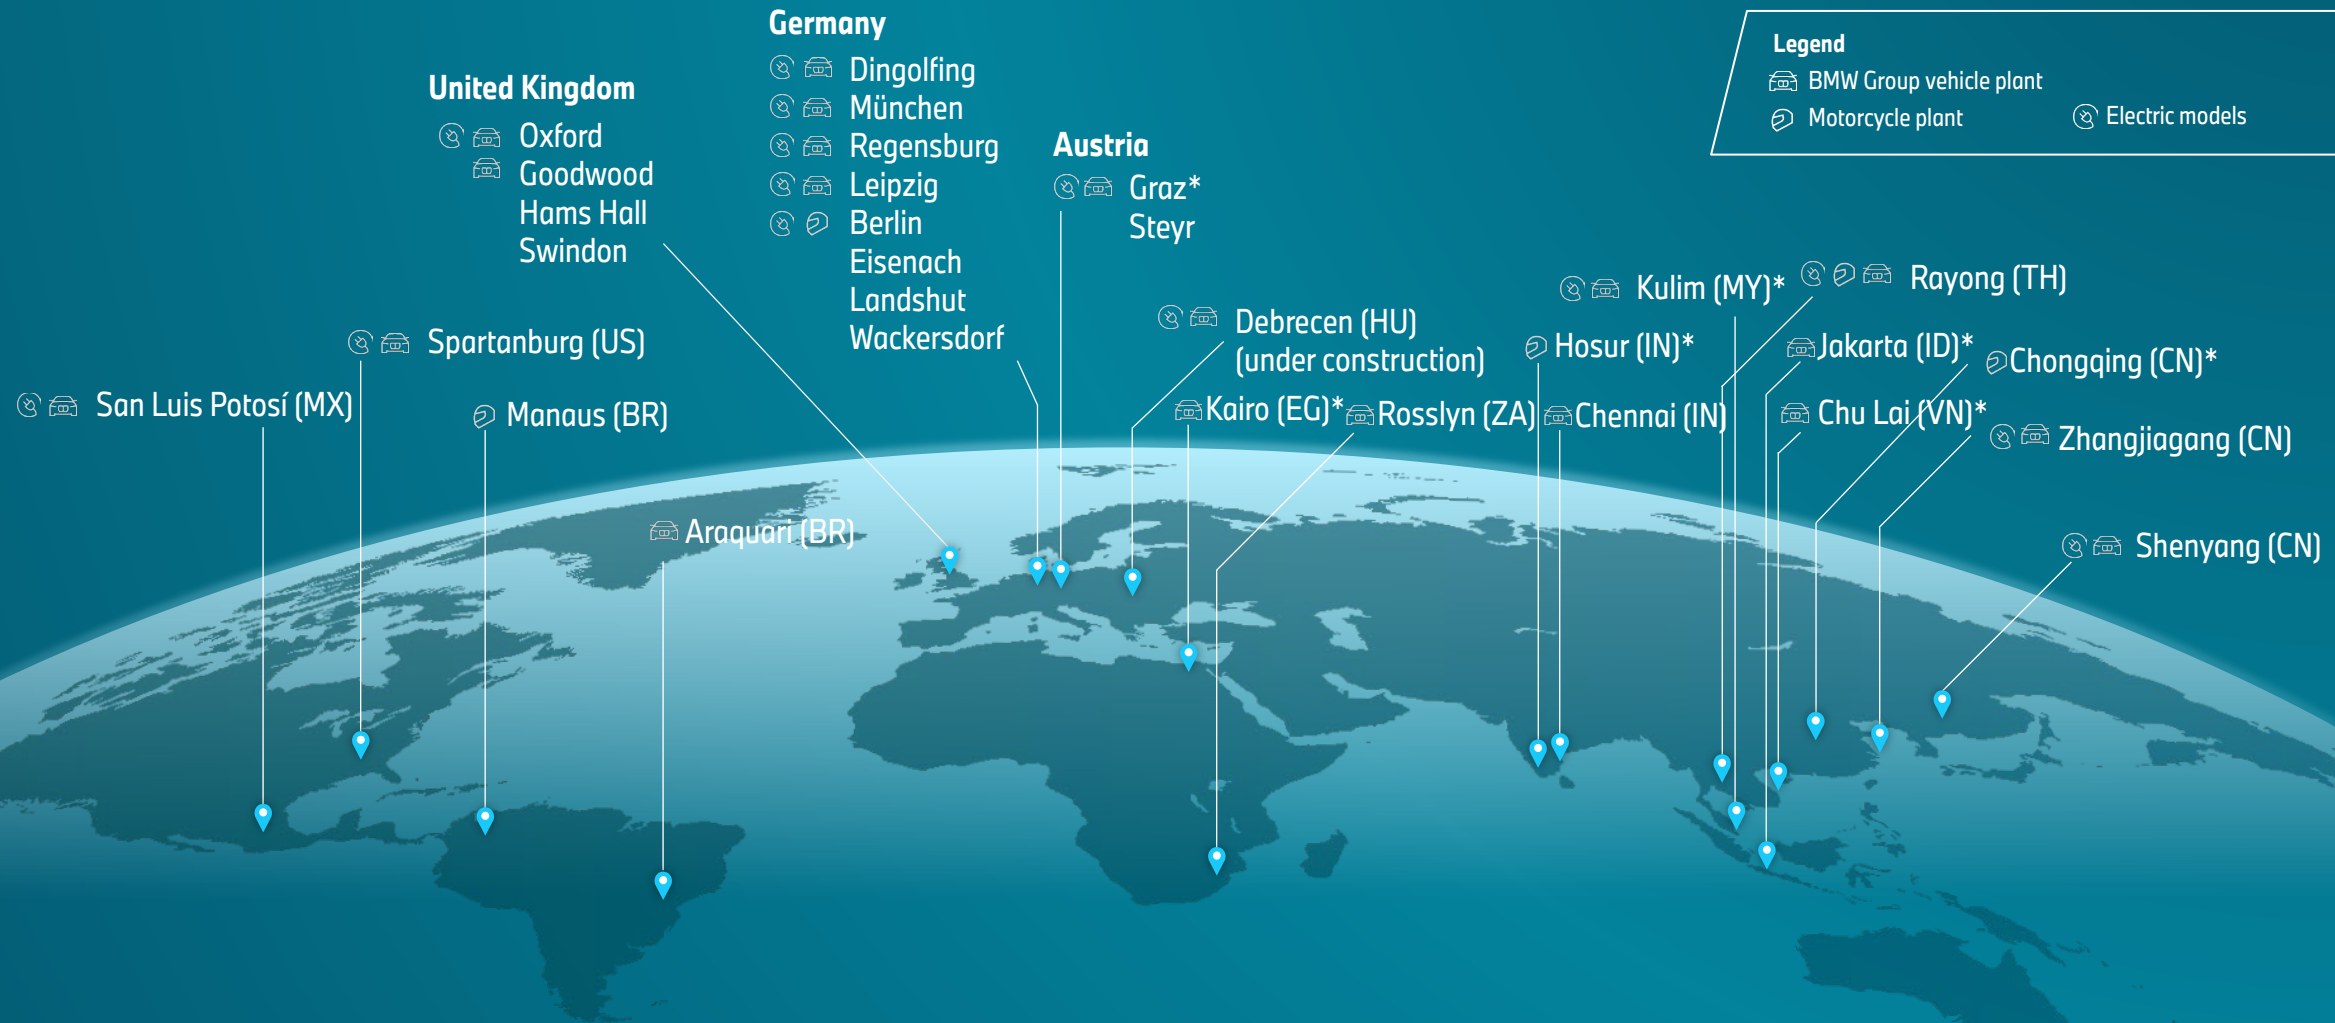 Germany
Dingolfing
München
Regensburg
Leipzig
Berlin
Eisenach
Landshut
Wackersdorf
United Kingdom
Oxford
Goodwood
Hams Hall
Swindon
Austria
Graz*
Steyr
Legend
BMW Group vehicle plant
Motorcycle plant
Electric models
Spartanburg (US)
San Luis Potosí (MX)
Manaus (BR)
Araquari (BR)
Debrecen (HU)
(under construction)
Kairo (EG)*
Rosslyn (ZA)
Hosur (IN)*
Chennai (IN)
Kulim (MY)*
Rayong (TH)
Jakarta (ID)*
Chongqing (CN)*
Chu Lai (VN)*
Zhangjiagang (CN)
Shenyang (CN)